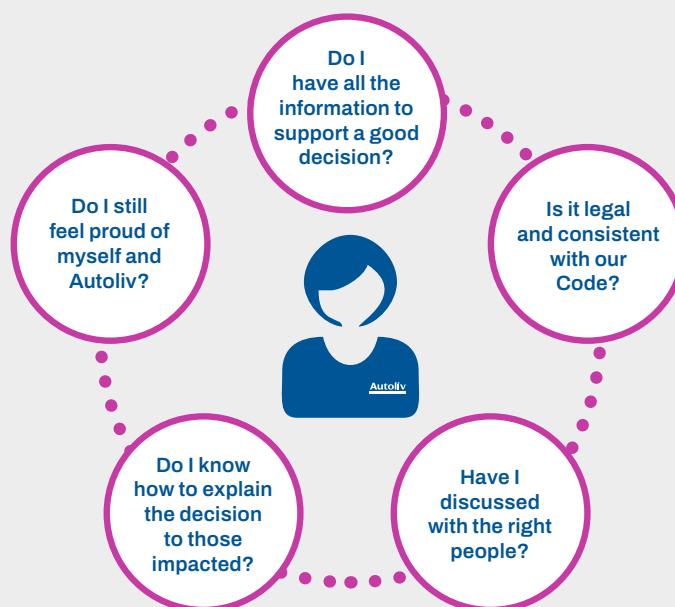 Do I
have all the
information to
support a good
decision?
Is it legal
and consistent
with our
Code?
Have I
discussed
with the right
people?
Do I know
how to explain
the decision
to those
impacted?
Do I still
feel proud of
myself and
Autoliv?
Autoliv